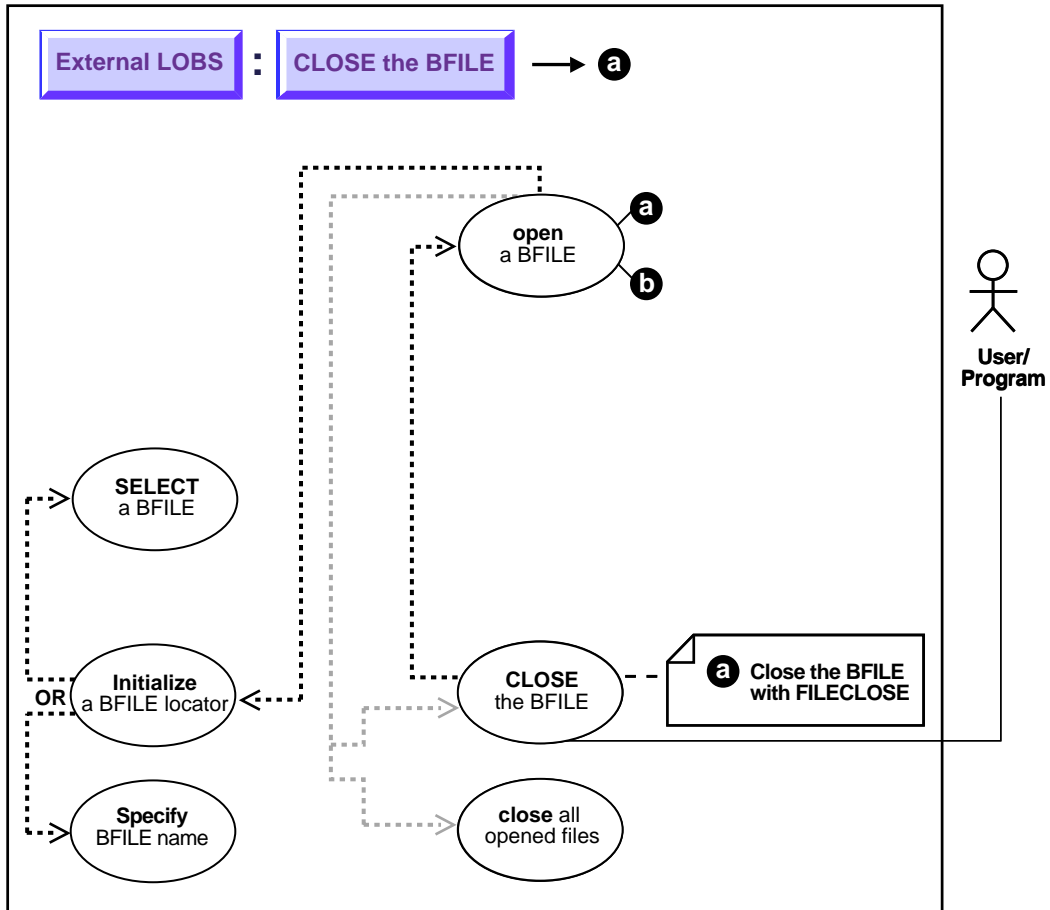 External LOBS : CLOSE the BFILE a
open
a BFILE
a
b
User/
Program
SELECT
a BFILE
OR
Initialize
a BFILE locator
CLOSE
the BFILE
a Close the BFILE
with FILECLOSE
Specify
BFILE name
close all
opened files